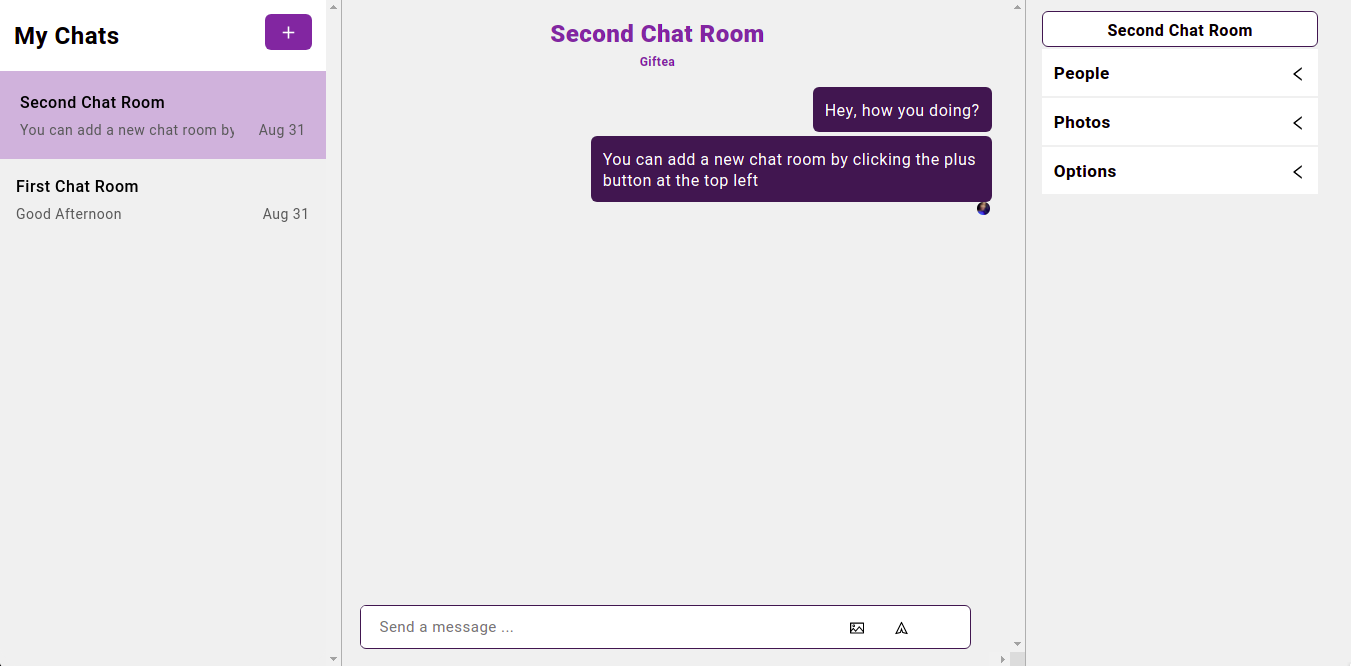 My Chats
+
Second Chat Room
You can add a new chat room by
Aug 31
First Chat Room
Good Afternoon
Aug 31
Second Chat Room
Giftea
Hey, how you doing?
You can add a new chat room by clicking the plus
button at the top left
Send a message ...
Second Chat Room
People
Photos
Options